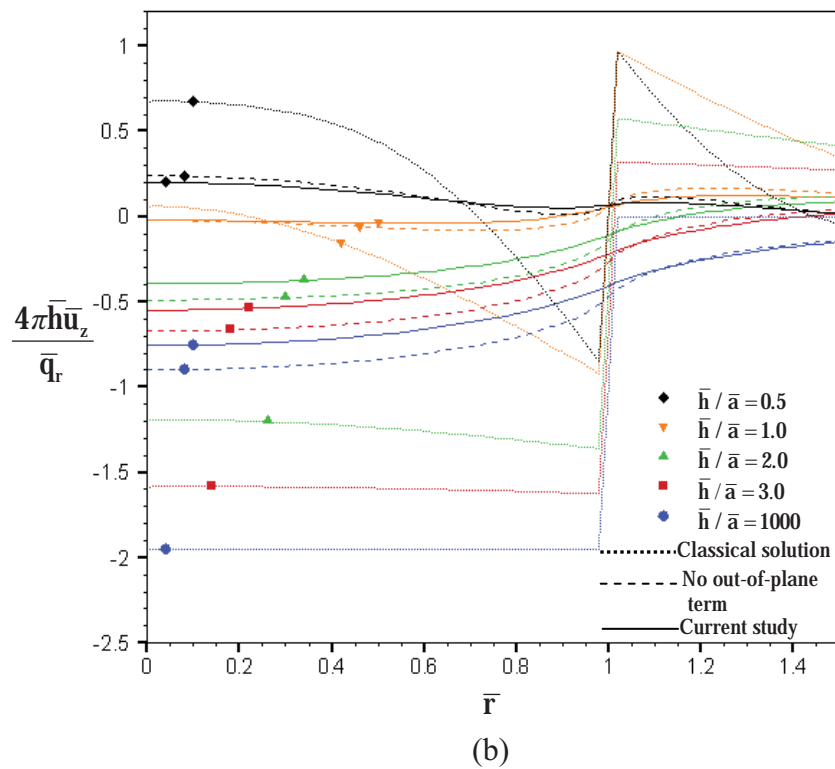 1
0.5
0
-0.5
-1
-1.5
-2
-2.5
4πh̅u̅z
q̅r
h̅ / a̅ = 0.5
h̅ / a̅ = 1.0
h̅ / a̅ = 2.0
h̅ / a̅ = 3.0
h̅ / a̅ = 1000
Classical solution
No out-of-plane
term
Current study
0 0.2 0.4 0.6 0.8 1 1.2 1.4
r̅
(b)